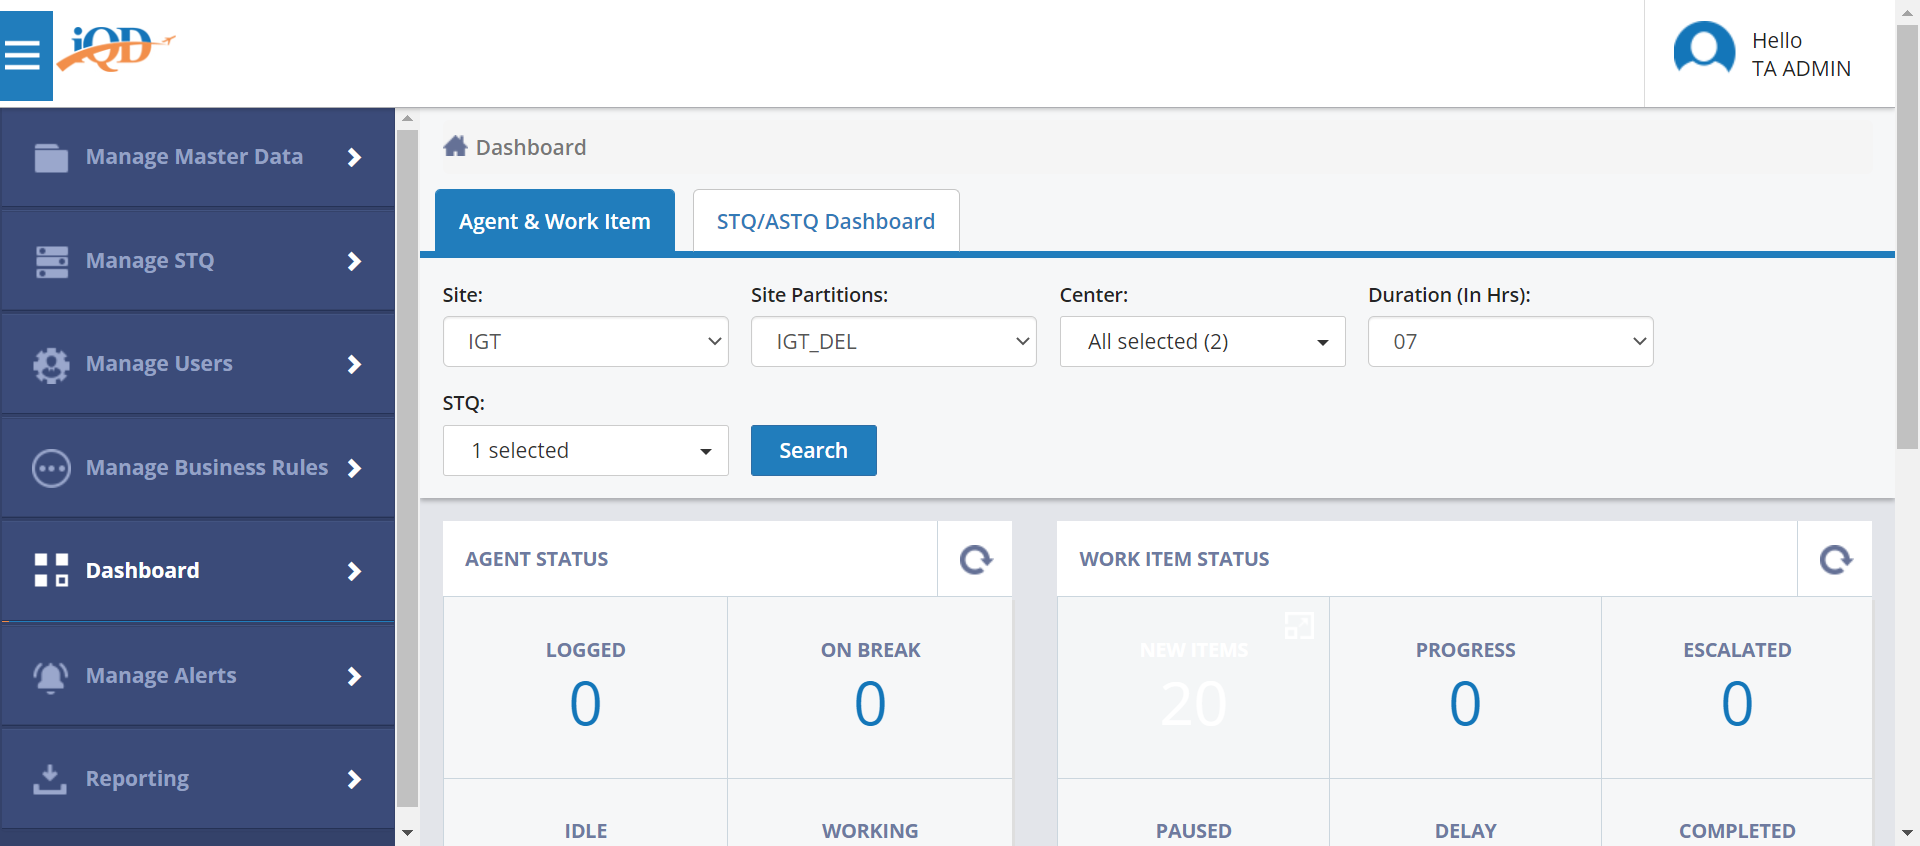 iQD
Hello
TA ADMIN
Manage Master Data
Manage STQ
Manage Users
Manage Business Rules
Dashboard
Manage Alerts
Reporting
Dashboard
Agent & Work Item
STQ/ASTQ Dashboard
Site:
Site Partitions:
Center:
Duration (In Hrs):
IGT
IGT_DEL
All selected (2)
07
STQ:
1 selected
Search
AGENT STATUS
LOGGED
0
ON BREAK
0
IDLE
WORKING
WORK ITEM STATUS
NEW ITEMS
20
PROGRESS
0
ESCALATED
0
PAUSED
DELAY
COMPLETED